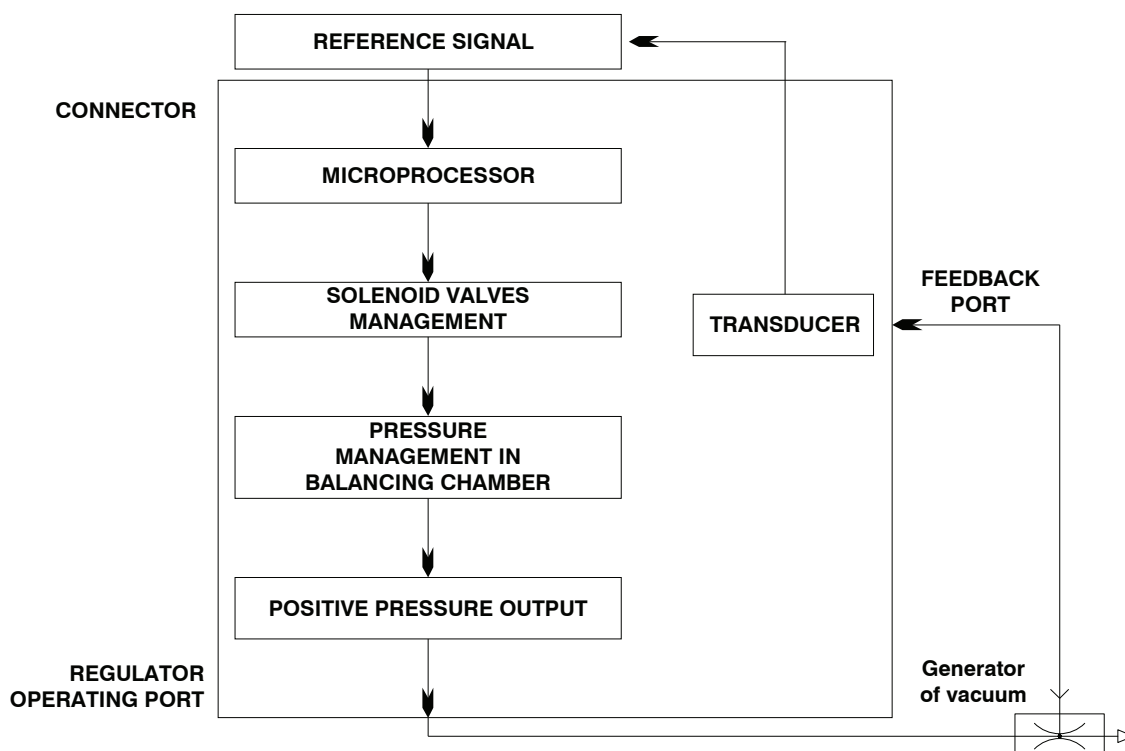 REFERENCE SIGNAL
CONNECTOR
MICROPROCESSOR
SOLENOID VALVES
MANAGEMENT
FEEDBACK
PORT
TRANSDUCER
PRESSURE
MANAGEMENT IN
BALANCING CHAMBER
POSITIVE PRESSURE OUTPUT
REGULATOR
OPERATING PORT
Generator
of vacuum